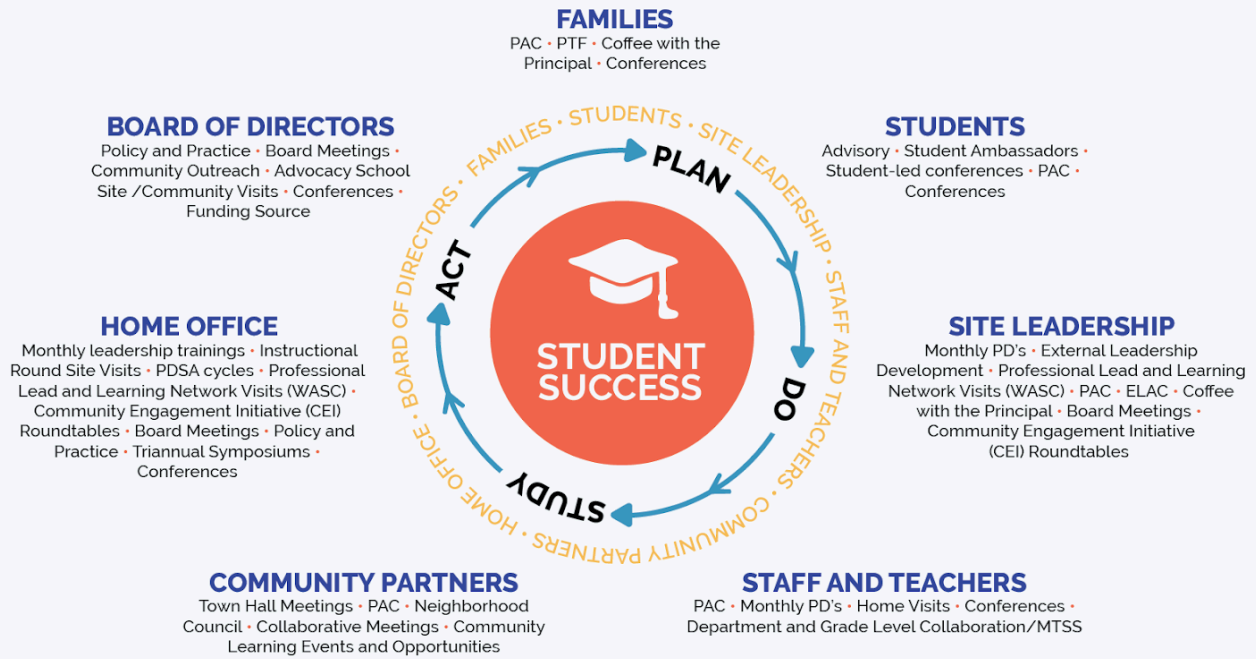 FAMILIES
PAC • PTF • Coffee with the
Principal • Conferences
BOARD OF DIRECTORS
Policy and Practice • Board Meetings •
Community Outreach • Advocacy School
Site /Community Visits • Conferences •
Funding Source
STUDENTS
Advisory • Student Ambassadors •
Student-led conferences • PAC •
Conferences
HOME OFFICE
Monthly leadership trainings • Instructional
Round Site Visits • PDSA cycles • Professional
Lead and Learning Network Visits (WASC) •
Community Engagement Initiative (CEI)
Roundtables • Board Meetings • Policy and
Practice • Triannual Symposiums •
Conferences
FAMILIES • STUDENTS • SITE LEADERSHIP • STAFF AND TEACHERS • COMMUNITY PARTNERS • HOME OFFICE • BOARD OF DIRECTORS •
PLAN
DO
STUDY
ACT
STUDENT
SUCCESS
SITE LEADERSHIP
Monthly PD's • External Leadership
Development • Professional Lead and Learning
Network Visits (WASC) • PAC • ELAC • Coffee
with the Principal • Board Meetings •
Community Engagement Initiative
(CEI) Roundtables
COMMUNITY PARTNERS
Town Hall Meetings • PAC • Neighborhood
Council • Collaborative Meetings • Community
Learning Events and Opportunities
STAFF AND TEACHERS
PAC • Monthly PD's • Home Visits • Conferences •
Department and Grade Level Collaboration/MTSS